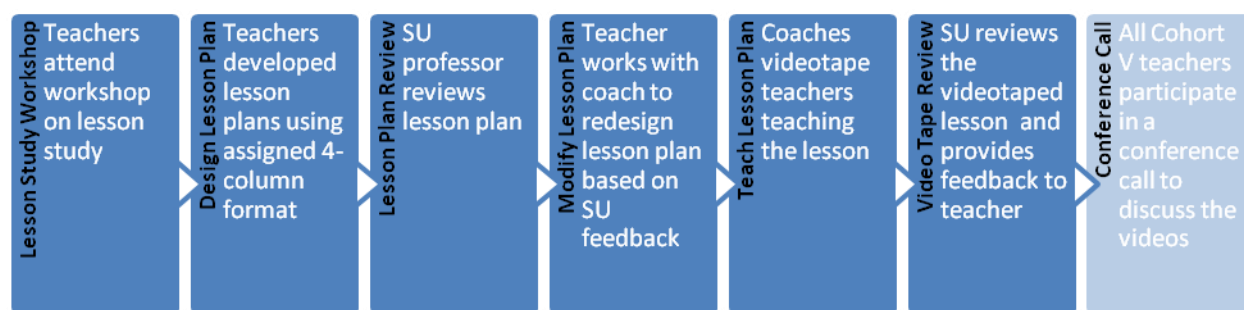 Lesson Study Workshop
Teachers
attend
workshop
on lesson
study
Design Lesson Plan
Teachers
developed
lesson
plans using
assigned 4-
column
format
Lesson Plan Review
SU
professor
reviews
lesson plan
Modify Lesson Plan
Teacher
works with
coach to
redesign
lesson plan
based on
SU
feedback
Teach Lesson Plan
Coaches
videotape
teachers
teaching
the lesson
Video Tape Review
SU reviews
the
videotaped
lesson and
provides
feedback to
teacher
Conference Call
All Cohort
V teachers
participate
in a
conference
call to
discuss the
videos